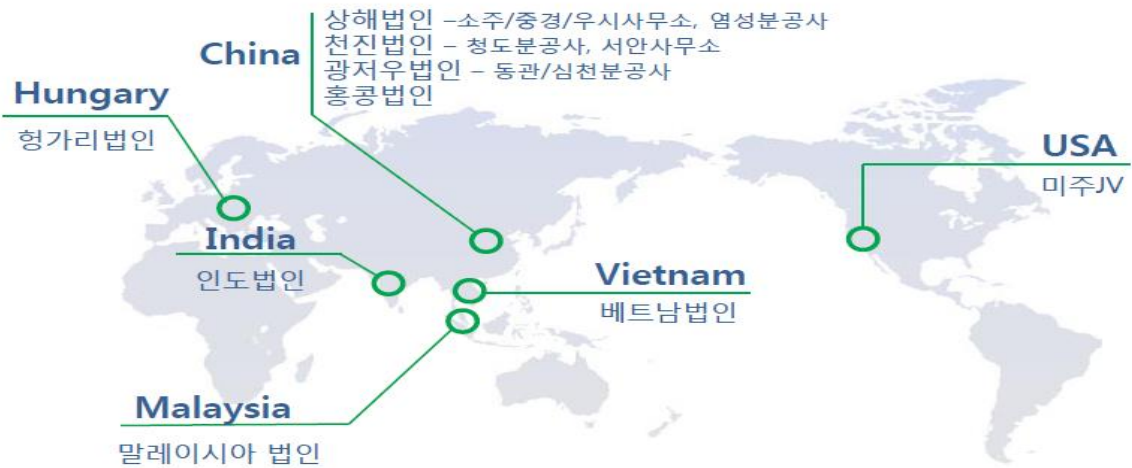 China
상해법인 –소주/중경/우시사무소, 염성분공사
천진법인 – 청도분공사, 서안사무소
광저우법인 – 동관/심천분공사
홍콩법인
Hungary
헝가리법인
USA
미주JV
India
인도법인
Vietnam
베트남법인
Malaysia
말레이시아 법인